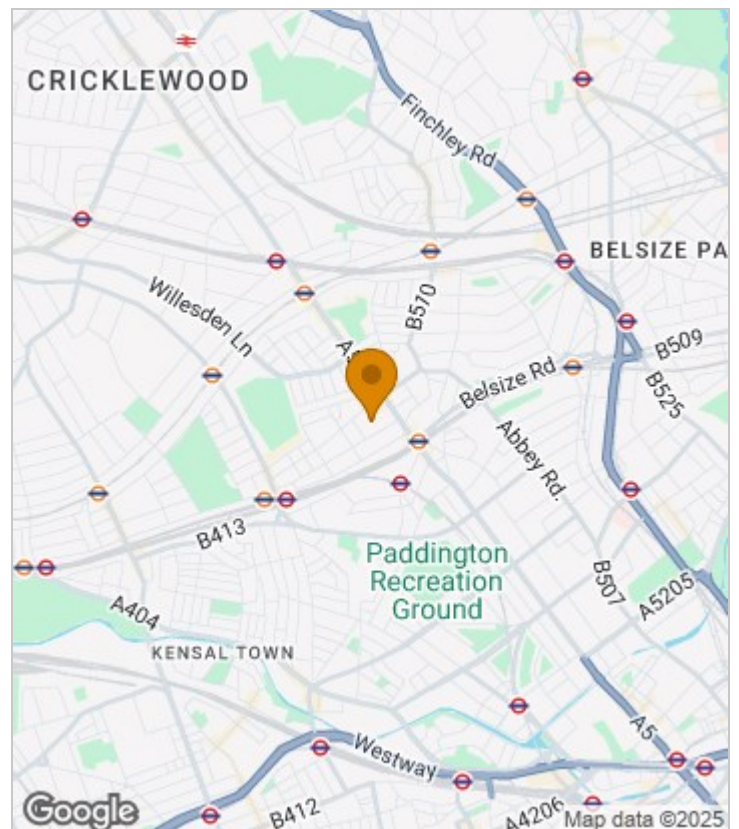 CRICKLEWOOD
Finchley Rd
BELSIZE PA
Willesden Ln
B570
B509
Belsize Rd
B525
Abbey Rd.
B413
Paddington
Recreation
Ground
B507
A5205
A404
KENSAL TOWN
A5
Westway
B412
A4206
Google
Map data ©2025